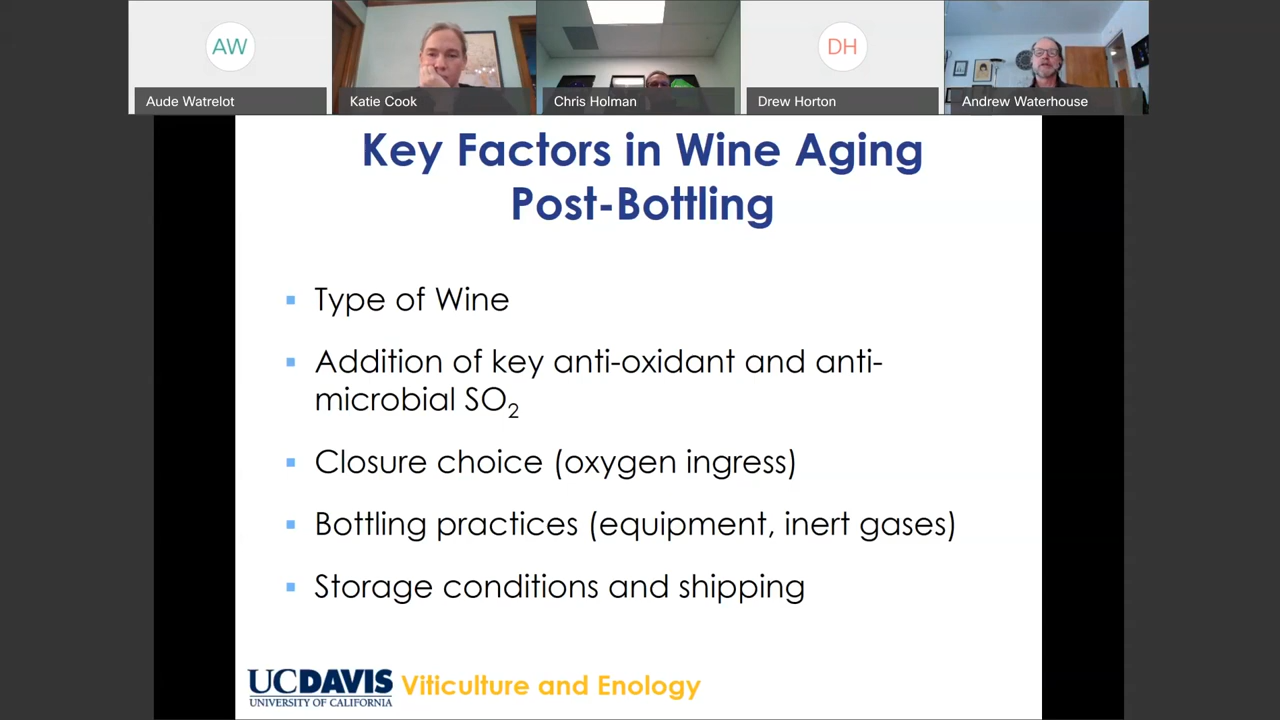 AW
DH
Aude Watrelot
Katie Cook
Chris Holman
Drew Horton
Andrew Waterhouse
Key Factors in Wine Aging
Post-Bottling
▪ Type of Wine
▪ Addition of key anti-oxidant and anti-
microbial SO₂
▪ Closure choice (oxygen ingress)
▪ Bottling practices (equipment, inert gases)
▪ Storage conditions and shipping
UCDAVIS
UNIVERSITY OF CALIFORNIA
Viticulture and Enology